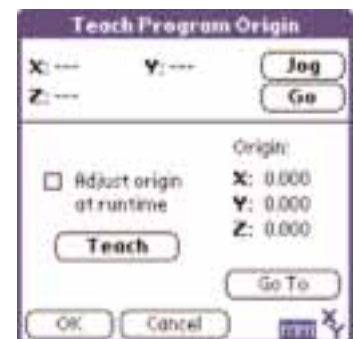 Teach Program Origin
X: --- Y: --- Jog
Z: --- Go
Origin:
Adjust origin at runtime
X: 0.000
Y: 0.000
Z: 0.000
Teach
Go To
OK Cancel mm X Y